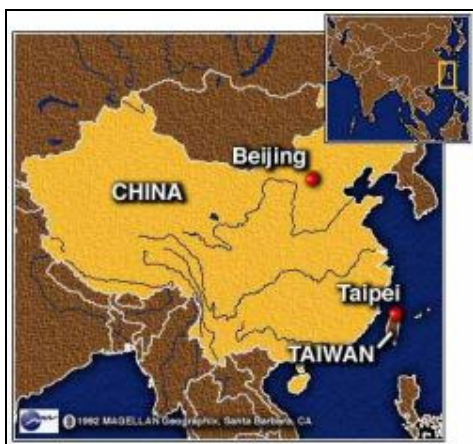 Beijing
CHINA
Taipei
TAIWAN
© 1992 MAGELLAN Geographix, Santa Barbara, CA